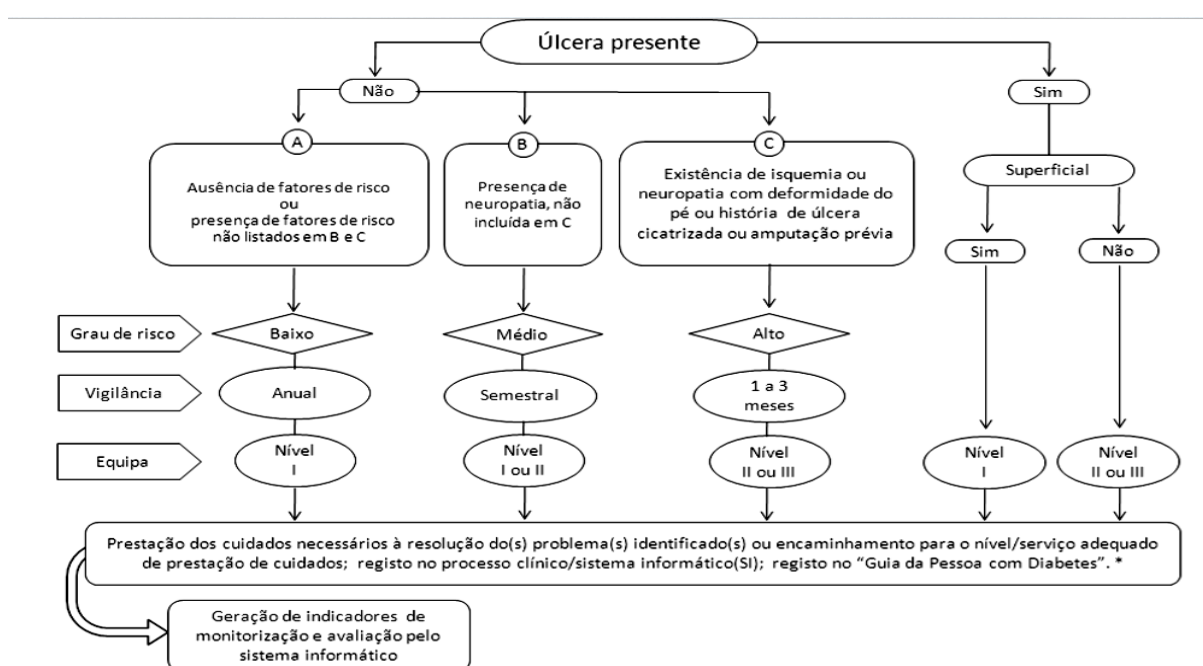 Úlcera presente
Não
Sim
A
B
C
Ausência de fatores de risco
ou
presença de fatores de risco
não listados em B e C
Presença de
neuropatia, não
incluída em C
Existência de isquemia ou
neuropatia com deformidade do
pé ou história de úlcera
cicatrizada ou amputação prévia
Superficial
Sim
Não
Grau de risco
Baixo
Médio
Alto
Vigilância
Anual
Semestral
1 a 3
meses
Equipa
Nível
I
Nível
I ou II
Nível
II ou III
Nível
I
Nível
II ou III
Prestação dos cuidados necessários à resolução do(s) problema(s) identificado(s) ou encaminhamento para o nível/serviço adequado
de prestação de cuidados; registo no processo clínico/sistema informático(SI); registo no “Guia da Pessoa com Diabetes”. *
Geração de indicadores de
monitorização e avaliação pelo
sistema informático